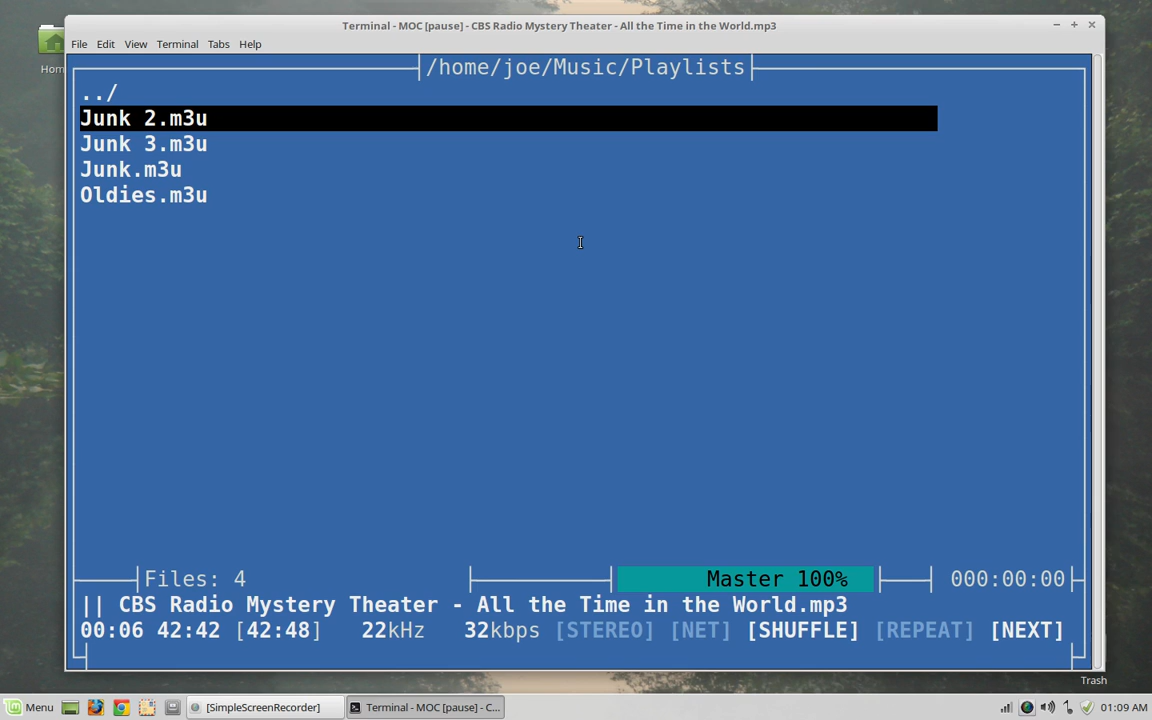 Terminal - MOC [pause] - CBS Radio Mystery Theater - All the Time in the World.mp3
File Edit View Terminal Tabs Help
Hom
/home/joe/Music/Playlists
../
Junk 2.m3u
Junk 3.m3u
Junk.m3u
Oldies.m3u
Files: 4 Master 100% 000:00:00
|| CBS Radio Mystery Theater - All the Time in the World.mp3
00:06 42:42 [42:48] 22kHz 32kbps [STEREO] [NET] [SHUFFLE] [REPEAT] [NEXT]
Trash
Menu [SimpleScreenRecorder] Terminal - MOC [pause] - C... 01:09 AM